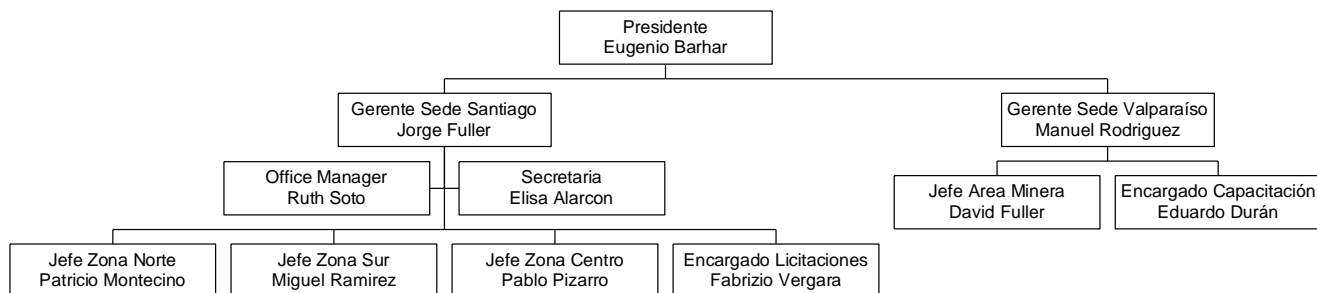 Presidente
Eugenio Barhar
Gerente Sede Santiago
Jorge Fuller
Gerente Sede Valparaíso
Manuel Rodriguez
Office Manager
Ruth Soto
Secretaria
Elisa Alarcon
Jefe Area Minera
David Fuller
Encargado Capacitación
Eduardo Durán
Jefe Zona Norte
Patricio Montecino
Jefe Zona Sur
Miguel Ramirez
Jefe Zona Centro
Pablo Pizarro
Encargado Licitaciones
Fabrizio Vergara